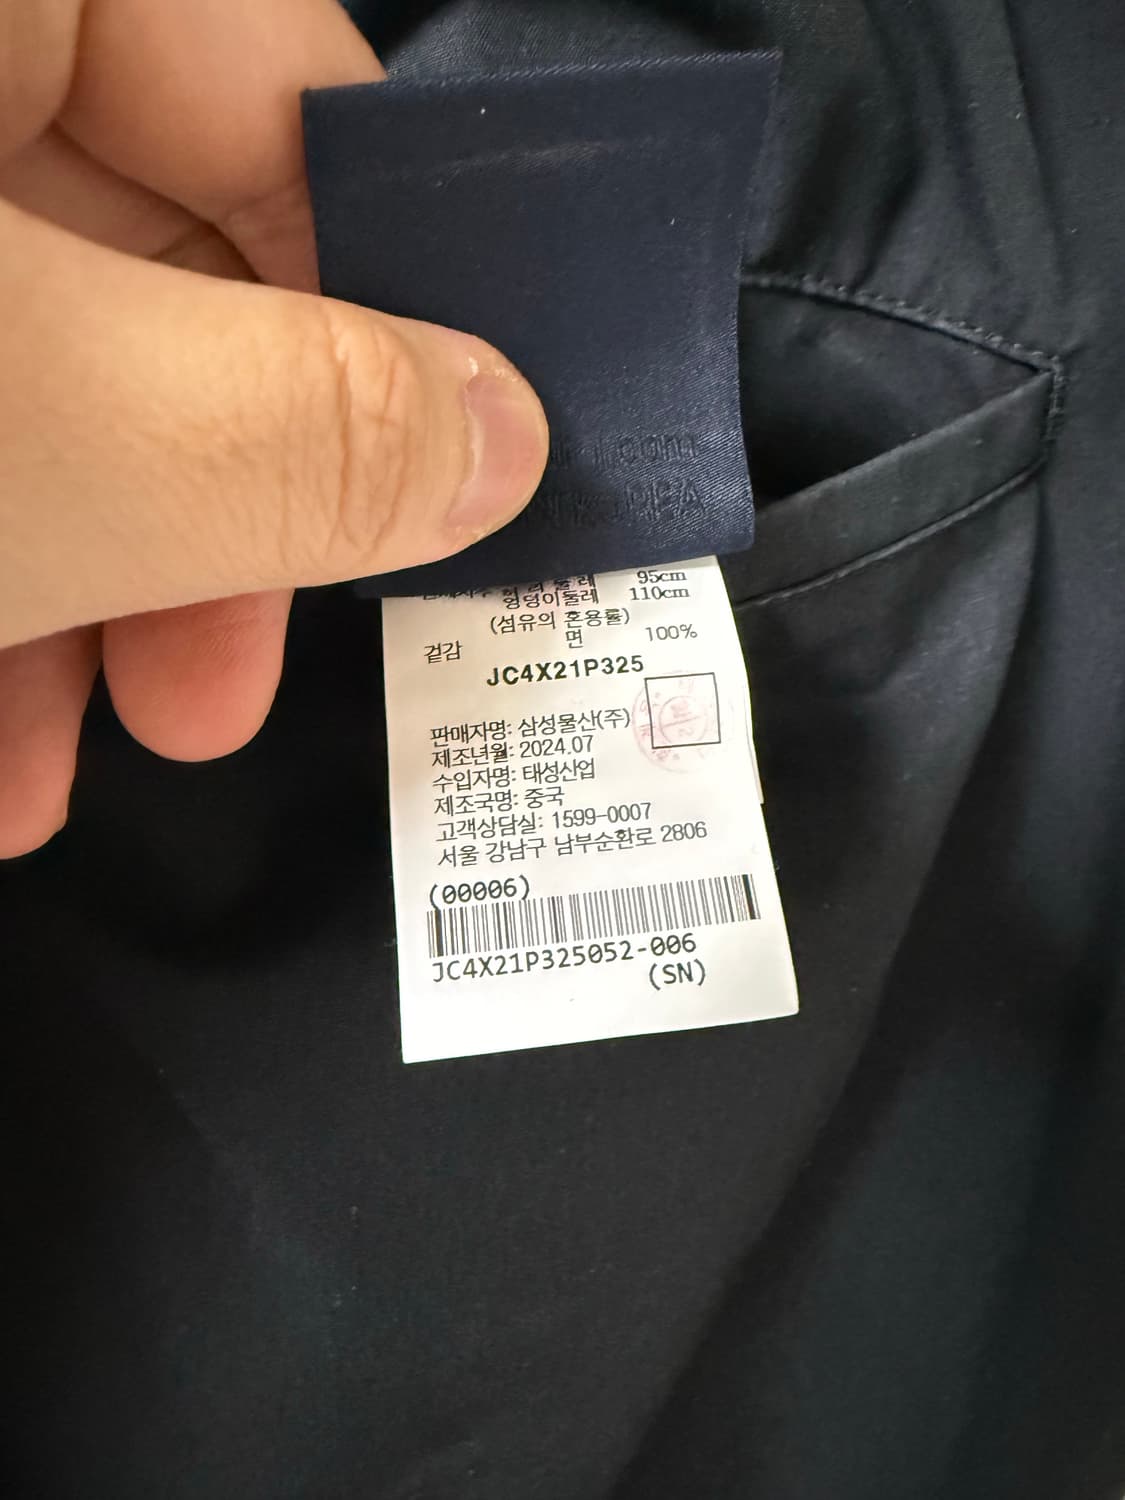 95cm
엉덩이둘레 110cm
(섬유의 혼용률)
겉감 면 100%
JC4X21P325
판매자명: 삼성물산(주)
제조년월: 2024.07
수입자명: 태성산업
제조국명: 중국
고객상담실: 1599-0007
서울 강남구 남부순환로 2806
(00006)
JC4X21P325052-006
(SN)